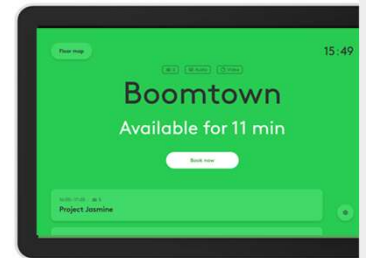 Floor map
15:49
Boomtown
Available for 11 min
Book now
Project Jasmine